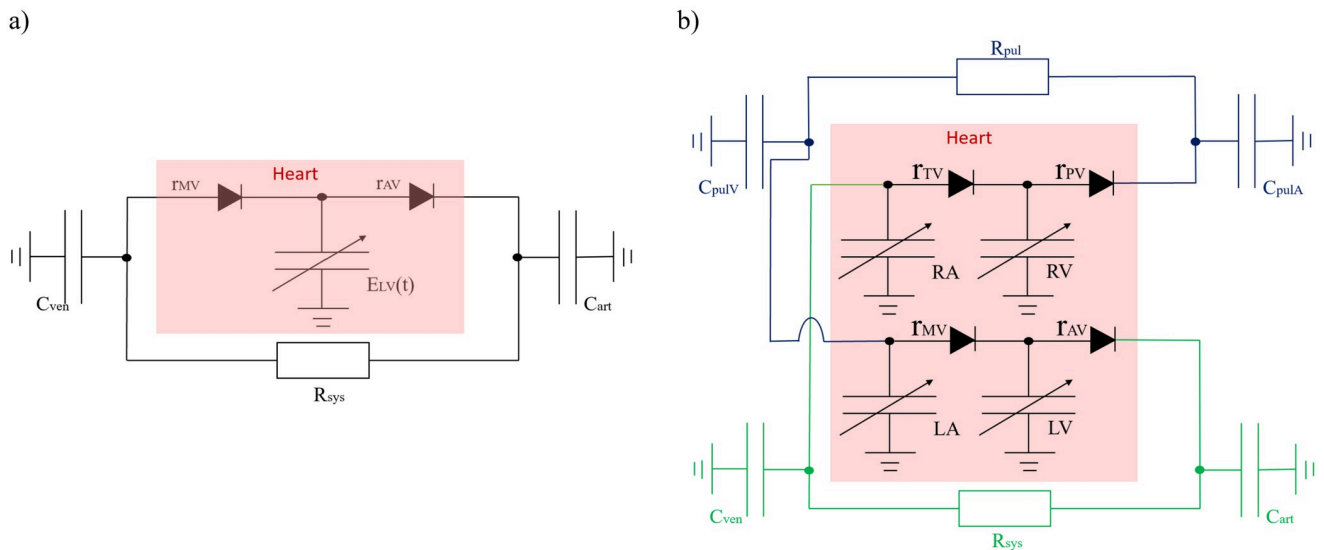 a)
Heart
rMV
rAV
ELV(t)
Cven
Cart
Rsys
b)
Rpul
Heart
CpulV
CpulA
rTV
rPV
RA
RV
rMV
rAV
LA
LV
Cven
Cart
Rsys